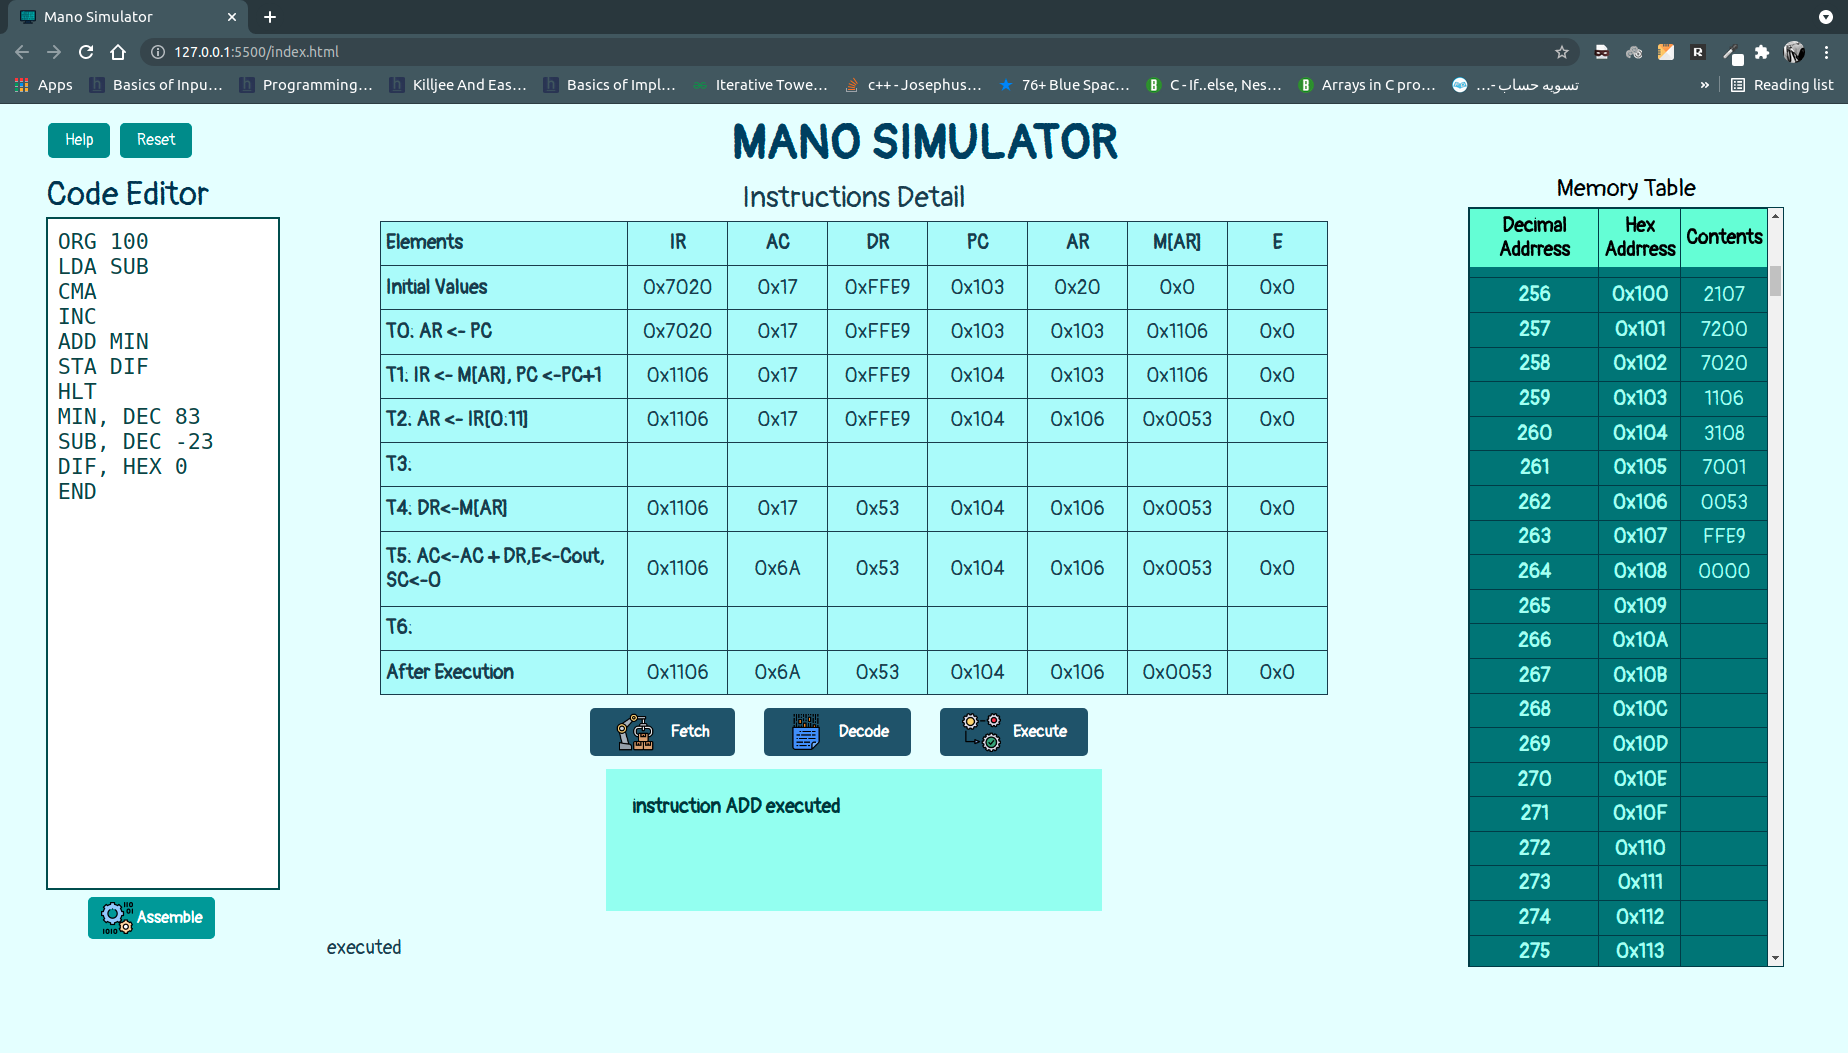 Mano Simulator
127.0.0.1:5500/index.html
Apps Basics of Inpu... Programming... Killjee And Eas... Basics of Impl... Iterative Towe... c++ - Josephus... 76+ Blue Spac... C - If..else, Nes... Arrays in C pro... تسویه حساب -... » Reading list
Help Reset
MANO SIMULATOR
Code Editor
ORG 100
LDA SUB
CMA
INC
ADD MIN
STA DIF
HLT
MIN, DEC 83
SUB, DEC -23
DIF, HEX 0
END
Assemble
Instructions Detail
Elements IR AC DR PC AR M[AR] E
Initial Values 0x7020 0x17 0xFFE9 0x103 0x20 0x0 0x0
T0: AR <- PC 0x7020 0x17 0xFFE9 0x103 0x103 0x1106 0x0
T1: IR <- M[AR], PC <-PC+1 0x1106 0x17 0xFFE9 0x104 0x103 0x1106 0x0
T2: AR <- IR[0:11] 0x1106 0x17 0xFFE9 0x104 0x106 0x0053 0x0
T3:
T4: DR<-M[AR] 0x1106 0x17 0x53 0x104 0x106 0x0053 0x0
T5: AC<-AC + DR,E<-Cout,
SC<-0 0x1106 0x6A 0x53 0x104 0x106 0x0053 0x0
T6:
After Execution 0x1106 0x6A 0x53 0x104 0x106 0x0053 0x0
Fetch Decode Execute
instruction ADD executed
executed
Memory Table
Decimal Addrress Hex Addrress Contents
256 0x100 2107
257 0x101 7200
258 0x102 7020
259 0x103 1106
260 0x104 3108
261 0x105 7001
262 0x106 0053
263 0x107 FFE9
264 0x108 0000
265 0x109
266 0x10A
267 0x10B
268 0x10C
269 0x10D
270 0x10E
271 0x10F
272 0x110
273 0x111
274 0x112
275 0x113